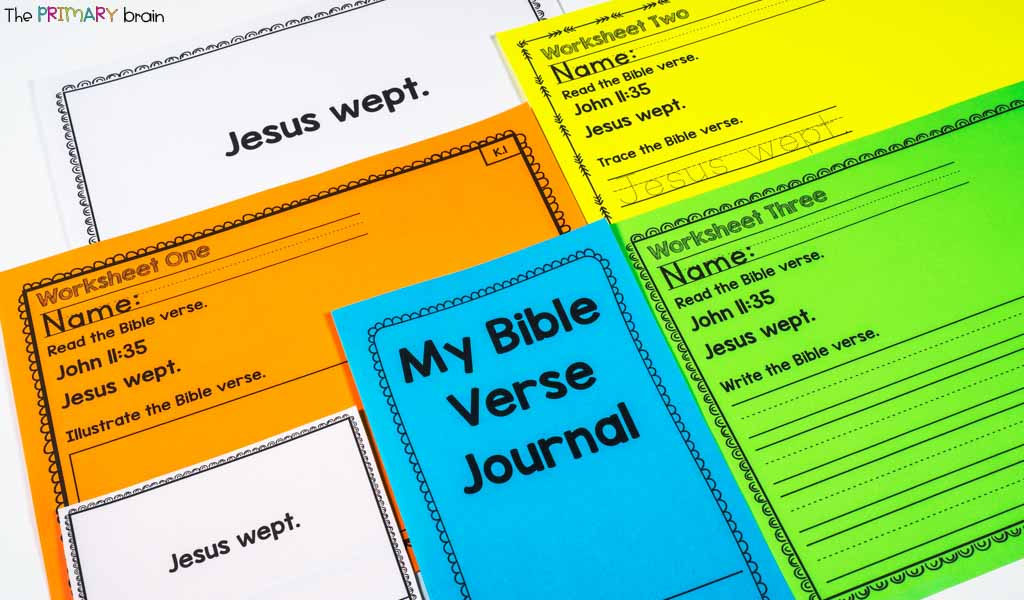 The PRIMARY brain
Jesus wept.
Worksheet Two
Name:
Read the Bible verse.
John 11:35
Jesus wept.
Trace the Bible verse.
Jesus wept.
K.1
Worksheet One
Name:
Read the Bible verse.
John 11:35
Jesus wept.
Illustrate the Bible verse.
Jesus wept.
My Bible
Verse
Journal
Worksheet Three
Name:
Read the Bible verse.
John 11:35
Jesus wept.
Write the Bible verse.